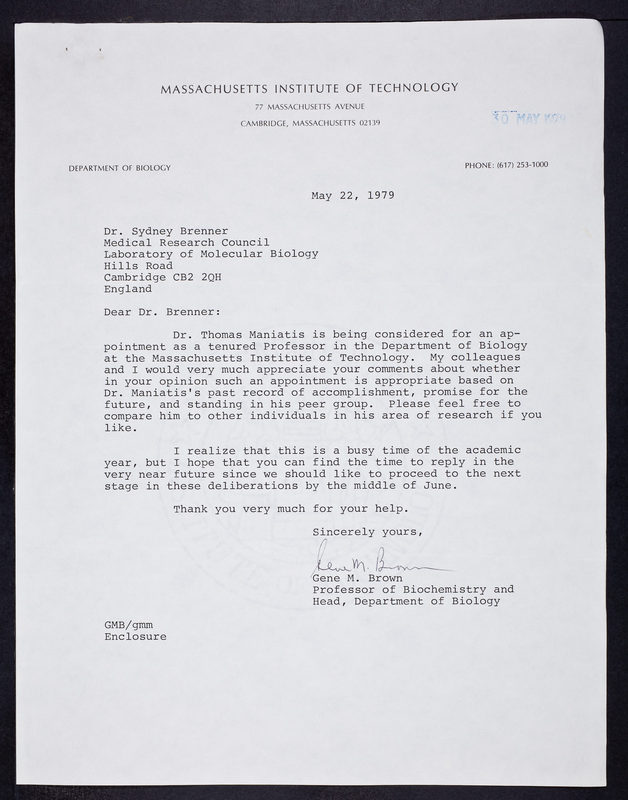 MASSACHUSETTS INSTITUTE OF TECHNOLOGY
77 MASSACHUSETTS AVENUE
CAMBRIDGE, MASSACHUSETTS 02139
30 MAY
DEPARTMENT OF BIOLOGY
PHONE: (617) 253-1000
May 22, 1979
Dr. Sydney Brenner
Medical Research Council
Laboratory of Molecular Biology
Hills Road
Cambridge CB2 2QH
England
Dear Dr. Brenner:
Dr. Thomas Maniatis is being considered for an ap-
pointment as a tenured Professor in the Department of Biology
at the Massachusetts Institute of Technology. My colleagues
and I would very much appreciate your comments about whether
in your opinion such an appointment is appropriate based on
Dr. Maniatis's past record of accomplishment, promise for the
future, and standing in his peer group. Please feel free to
compare him to other individuals in his area of research if you
like.
I realize that this is a busy time of the academic
year, but I hope that you can find the time to reply in the
very near future since we should like to proceed to the next
stage in these deliberations by the middle of June.
Thank you very much for your help.
Sincerely yours,
Gene M. Brown
Gene M. Brown
Professor of Biochemistry and
Head, Department of Biology
GMB/gmm
Enclosure